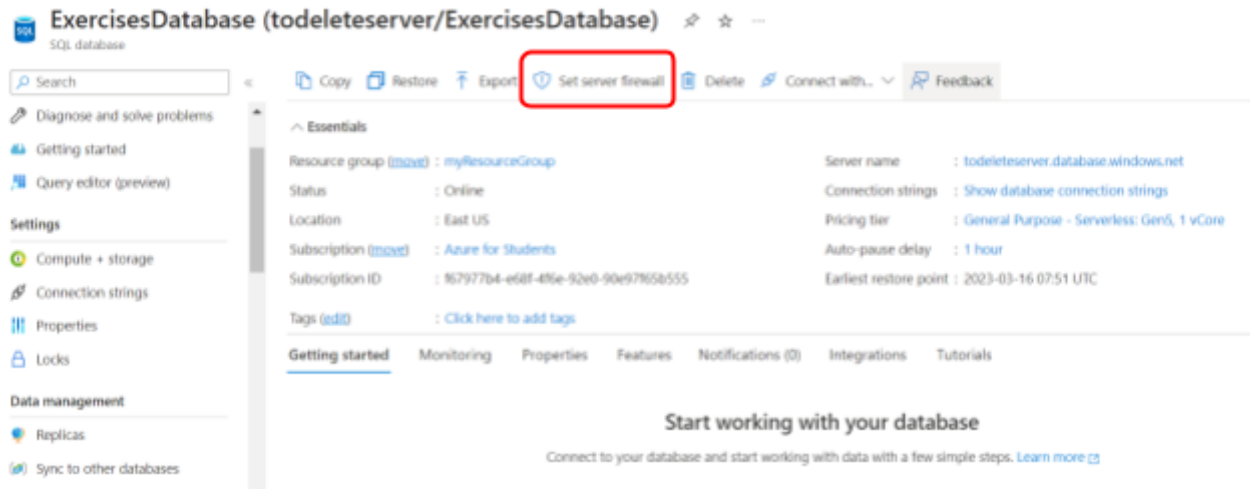 ExercisesDatabase (todeleteserver/ExercisesDatabase)
SQL
SQL database
Search
Copy Restore Export Set server firewall Delete Connect with... Feedback
Diagnose and solve problems
Getting started
Query editor (preview)
Settings
Compute + storage
Connection strings
Properties
Locks
Data management
Replicas
Sync to other databases
Essentials
Resource group (move) : myResourceGroup
Status : Online
Location : East US
Subscription (move) : Azure for Students
Subscription ID : f67977b4-e68f-4f6e-92e0-90e97f65b555
Tags (edit) : Click here to add tags
Server name : todeleteserver.database.windows.net
Connection strings : Show database connection strings
Pricing tier : General Purpose - Serverless: Gen5, 1 vCore
Auto-pause delay : 1 hour
Earliest restore point : 2023-03-16 07:51 UTC
Getting started Monitoring Properties Features Notifications (0) Integrations Tutorials
Start working with your database
Connect to your database and start working with data with a few simple steps. Learn more